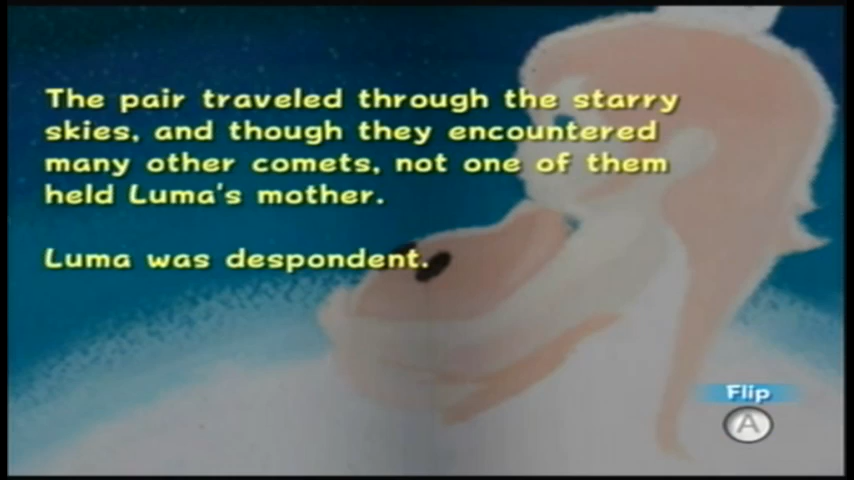 The pair traveled through the starry
skies, and though they encountered
many other comets, not one of them
held Luma's mother.
Luma was despondent.
Flip
A